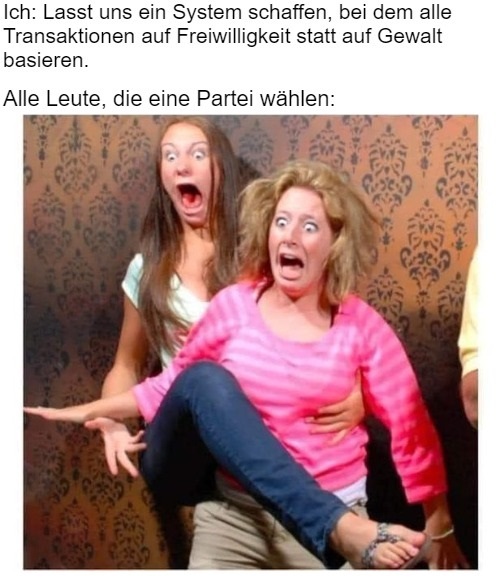 Ich: Lasst uns ein System schaffen, bei dem alle
Transaktionen auf Freiwilligkeit statt auf Gewalt
basieren.
Alle Leute, die eine Partei wählen: